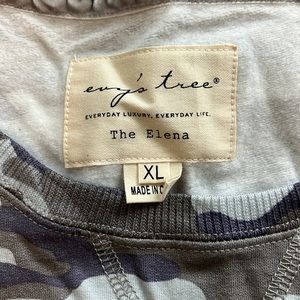 evy's tree®
EVERYDAY LUXURY, EVERYDAY LIFE.
The Elena
XL
MADE IN